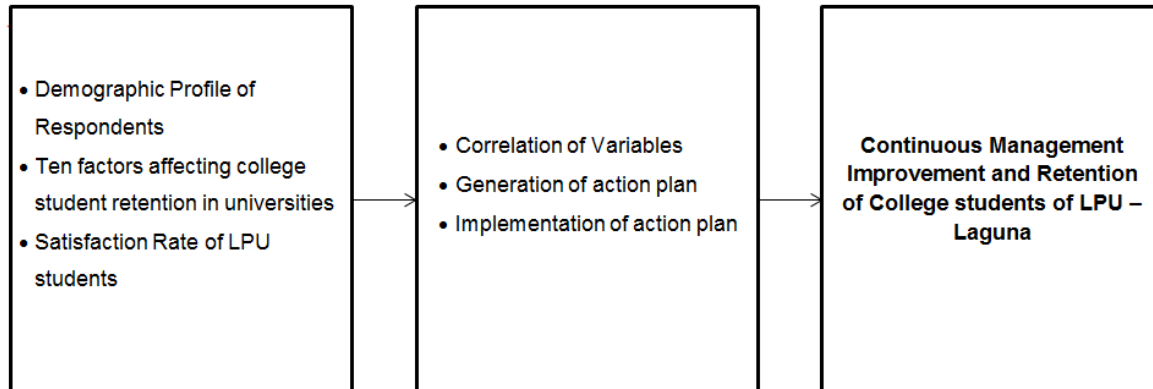 • Demographic Profile of
Respondents
• Ten factors affecting college
student retention in universities
• Satisfaction Rate of LPU
students
• Correlation of Variables
• Generation of action plan
• Implementation of action plan
Continuous Management
Improvement and Retention
of College students of LPU –
Laguna